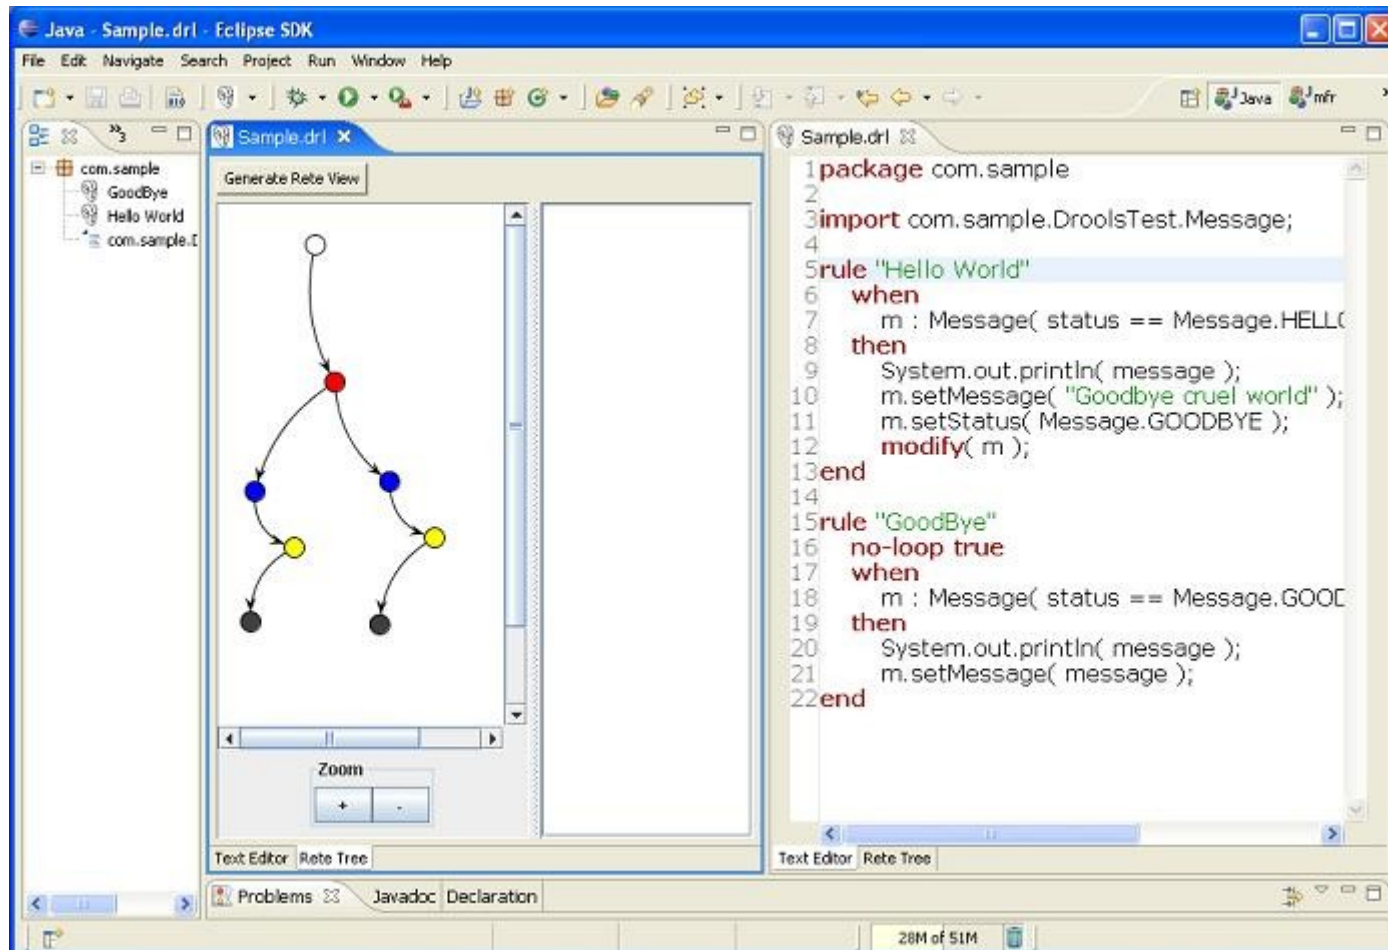 Java - Sample.drl - Eclipse SDK
File Edit Navigate Search Project Run Window Help
Java mfr
3
com.sample
GoodBye
Hello World
com.sample.D
Sample.drl
Generate Rete View
Zoom
+ -
Text Editor Rete Tree
Sample.drl
1 package com.sample
2
3 import com.sample.DroolsTest.Message;
4
5 rule "Hello World"
6 when
7 m : Message( status == Message.HELLO
8 then
9 System.out.println( message );
10 m.setMessage( "Goodbye cruel world" );
11 m.setStatus( Message.GOODBYE );
12 modify( m );
13 end
14
15 rule "GoodBye"
16 no-loop true
17 when
18 m : Message( status == Message.GOOD
19 then
20 System.out.println( message );
21 m.setMessage( message );
22 end
Text Editor Rete Tree
Problems Javadoc Declaration
28M of 51M